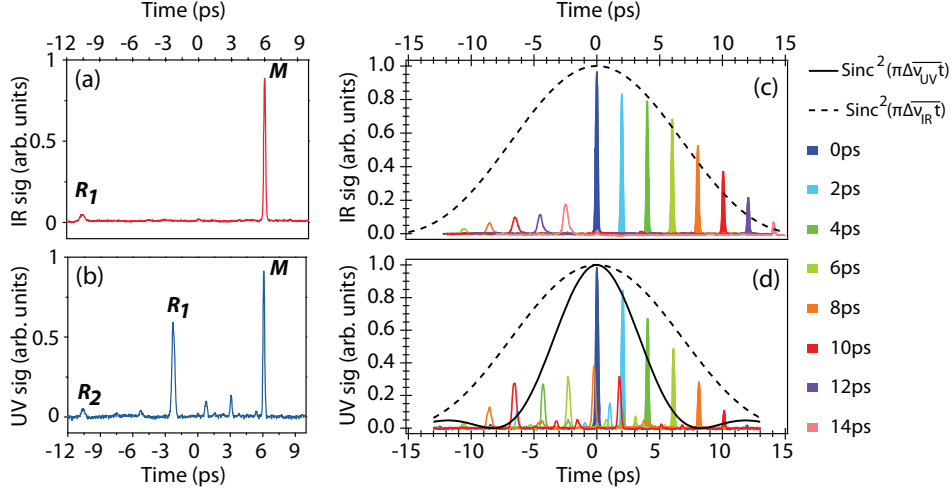 Time (ps)
-12 -9 -6 -3 0 3 6 9
(a)
M
R1
IR sig (arb. units)
1
0.5
0
(b)
M
R1
R2
UV sig (arb. units)
1
0.5
0
-12 -9 -6 -3 0 3 6 9
Time (ps)
Time (ps)
-15 -10 -5 0 5 10 15
(c)
IR sig (arb. units)
1.0
0.8
0.6
0.4
0.2
0.0
(d)
UV sig (arb. units)
1.0
0.8
0.6
0.4
0.2
0.0
-15 -10 -5 0 5 10 15
Time (ps)
Sinc²(πΔν̅UVt)
Sinc²(πΔν̅IRt)
0ps
2ps
4ps
6ps
8ps
10ps
12ps
14ps